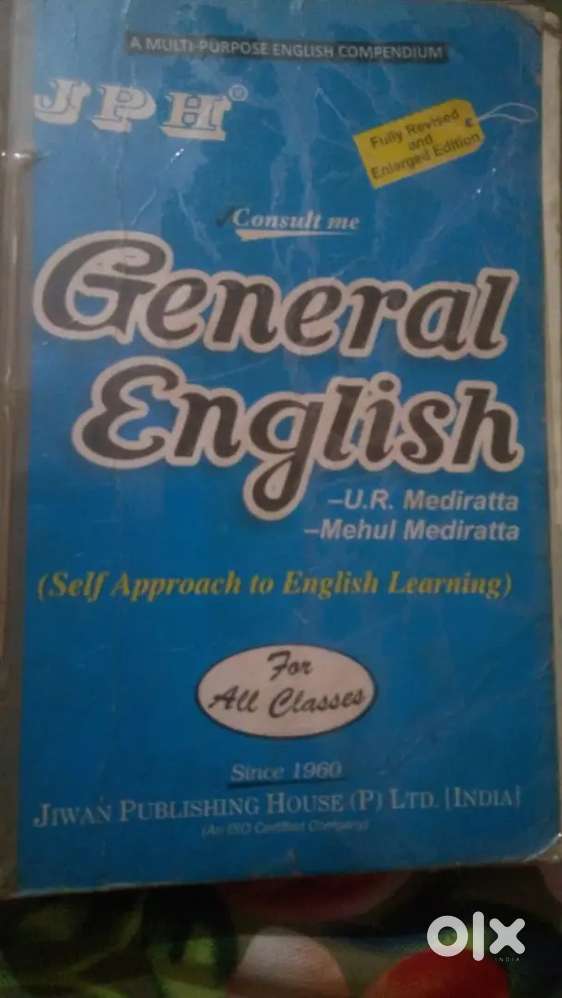 A MULTI-PURPOSE ENGLISH COMPENDIUM
JPH®
Fully Revised
and
Enlarged Edition
Consult me
General
English
–U.R. Mediratta
–Mehul Mediratta
(Self Approach to English Learning)
For
All Classes
Since 1960
JIWAN PUBLISHING HOUSE (P) LTD. [INDIA]
(An ISO Certified Company)
olx
INDIA